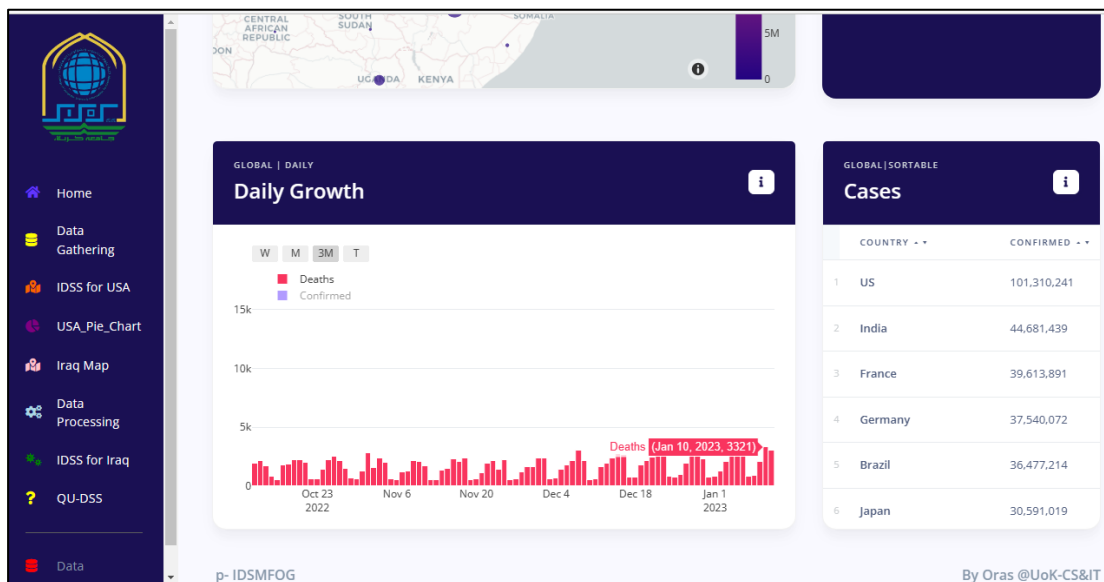 Home
Data
Gathering
IDSS for USA
USA_Pie_Chart
Iraq Map
Data
Processing
IDSS for Iraq
QU-DSS
Data
CENTRAL
AFRICAN
REPUBLIC
SOUTH
SUDAN
SOMALIA
UGANDA
KENYA
5M
0
GLOBAL | DAILY
Daily Growth
W M 3M T
Deaths
Confirmed
15k
10k
5k
0
Deaths (Jan 10, 2023, 3321)
Oct 23
2022
Nov 6
Nov 20
Dec 4
Dec 18
Jan 1
2023
GLOBAL|SORTABLE
Cases
COUNTRY CONFIRMED
1 US 101,310,241
2 India 44,681,439
3 France 39,613,891
4 Germany 37,540,072
5 Brazil 36,477,214
6 Japan 30,591,019
p- IDSMFOG
By Oras @UoK-CS&IT